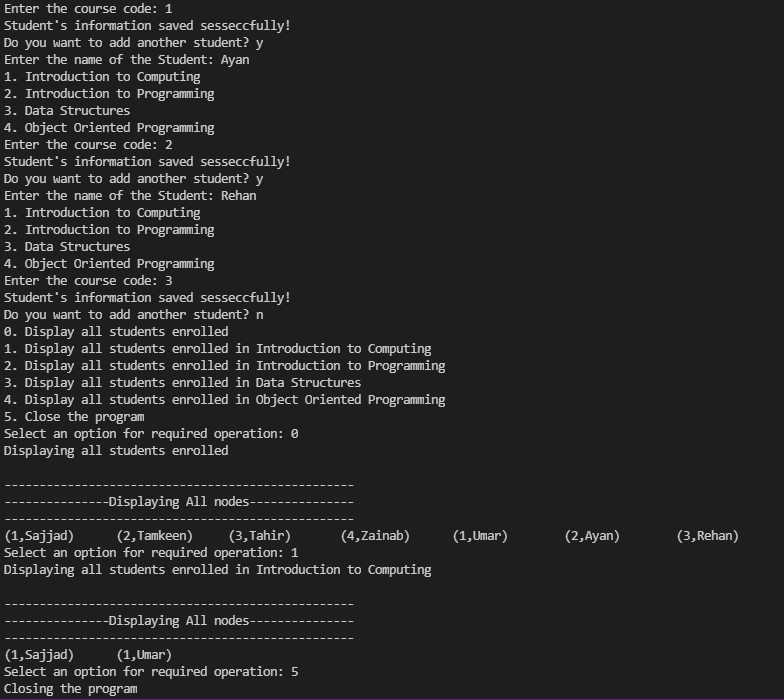 Enter the course code: 1
Student's information saved sesseccfully!
Do you want to add another student? y
Enter the name of the Student: Ayan
1. Introduction to Computing
2. Introduction to Programming
3. Data Structures
4. Object Oriented Programming
Enter the course code: 2
Student's information saved sesseccfully!
Do you want to add another student? y
Enter the name of the Student: Rehan
1. Introduction to Computing
2. Introduction to Programming
3. Data Structures
4. Object Oriented Programming
Enter the course code: 3
Student's information saved sesseccfully!
Do you want to add another student? n
0. Display all students enrolled
1. Display all students enrolled in Introduction to Computing
2. Display all students enrolled in Introduction to Programming
3. Display all students enrolled in Data Structures
4. Display all students enrolled in Object Oriented Programming
5. Close the program
Select an option for required operation: 0
Displaying all students enrolled

--------------------------------------------------
---------------Displaying All nodes---------------
--------------------------------------------------
(1,Sajjad)      (2,Tamkeen)     (3,Tahir)       (4,Zainab)      (1,Umar)        (2,Ayan)        (3,Rehan)
Select an option for required operation: 1
Displaying all students enrolled in Introduction to Computing

--------------------------------------------------
---------------Displaying All nodes---------------
--------------------------------------------------
(1,Sajjad)      (1,Umar)
Select an option for required operation: 5
Closing the program